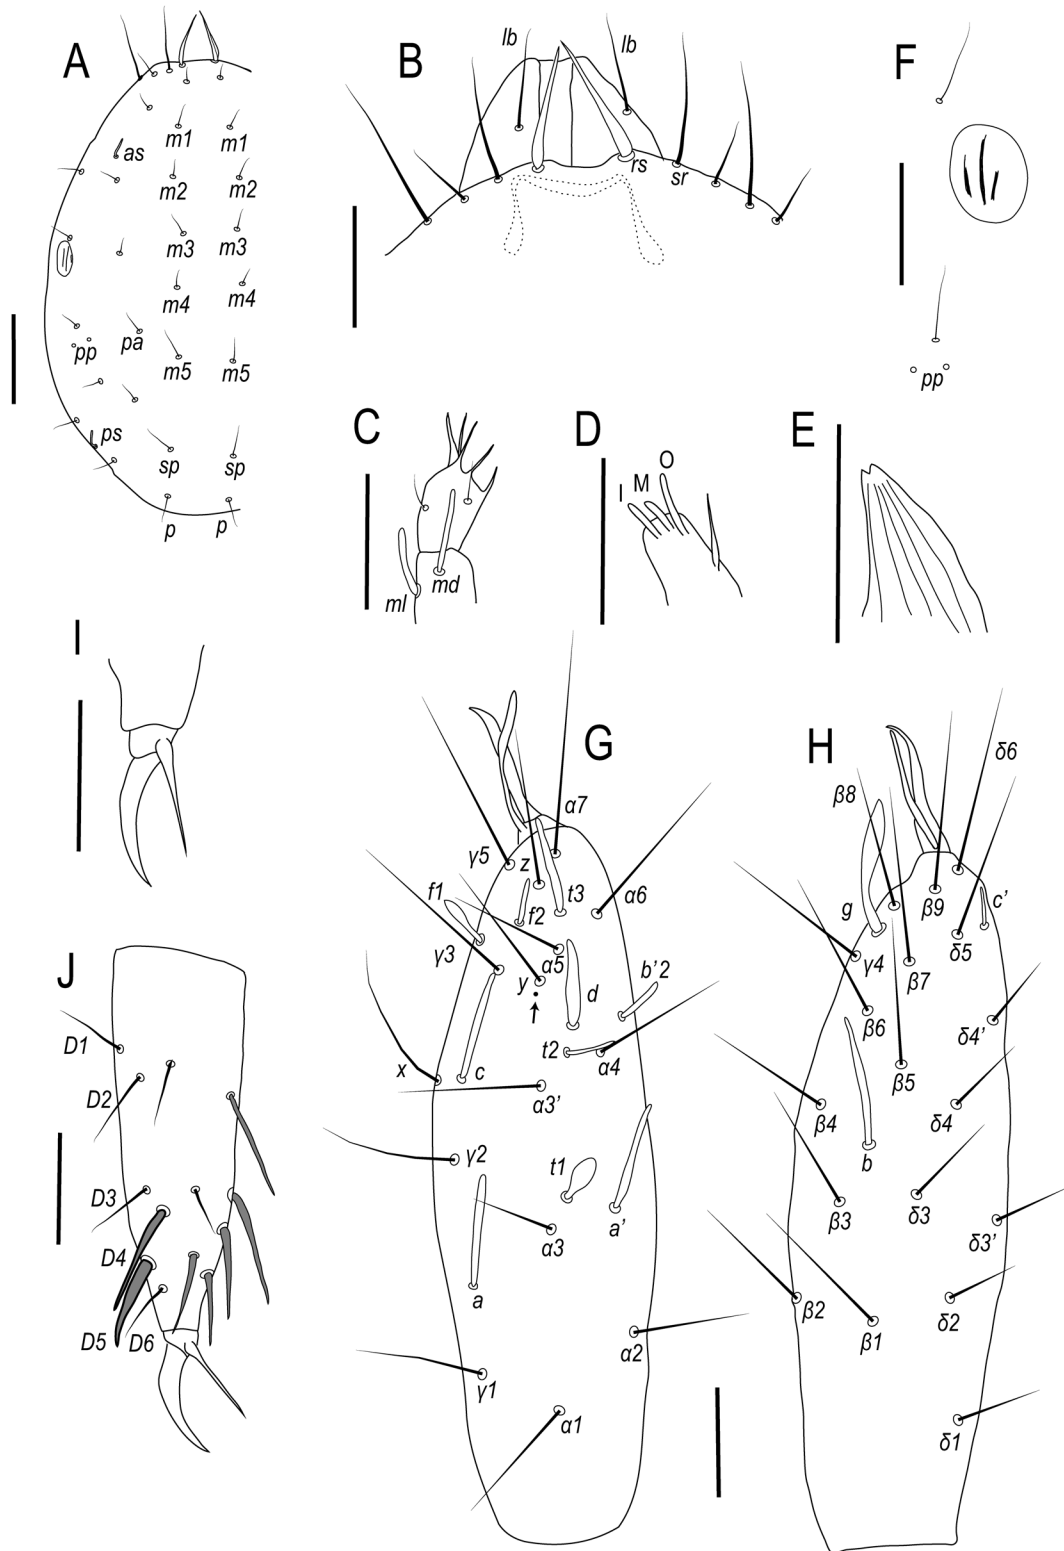 A
m1 m1
as
m2 m2
m3 m3
m4 m4
pp pa
m5 m5
ps
sp sp
p p
B
lb lb
rs sr
F
pp
C
ml md
D
I M O
E
I
G
α7
γ5 z
f1 f2 t3 α6
γ3 α5
y d b'2
t2 α4
x c α3'
γ2
t1
α3 a'
a
α2
γ1
α1
H
δ6
β8
g β9 c'
γ4 β7 δ5
β6 δ4'
β5
β4 δ4
b
β3 δ3
δ3'
β2 β1 δ2
δ1
J
D1
D2
D3
D4
D5 D6